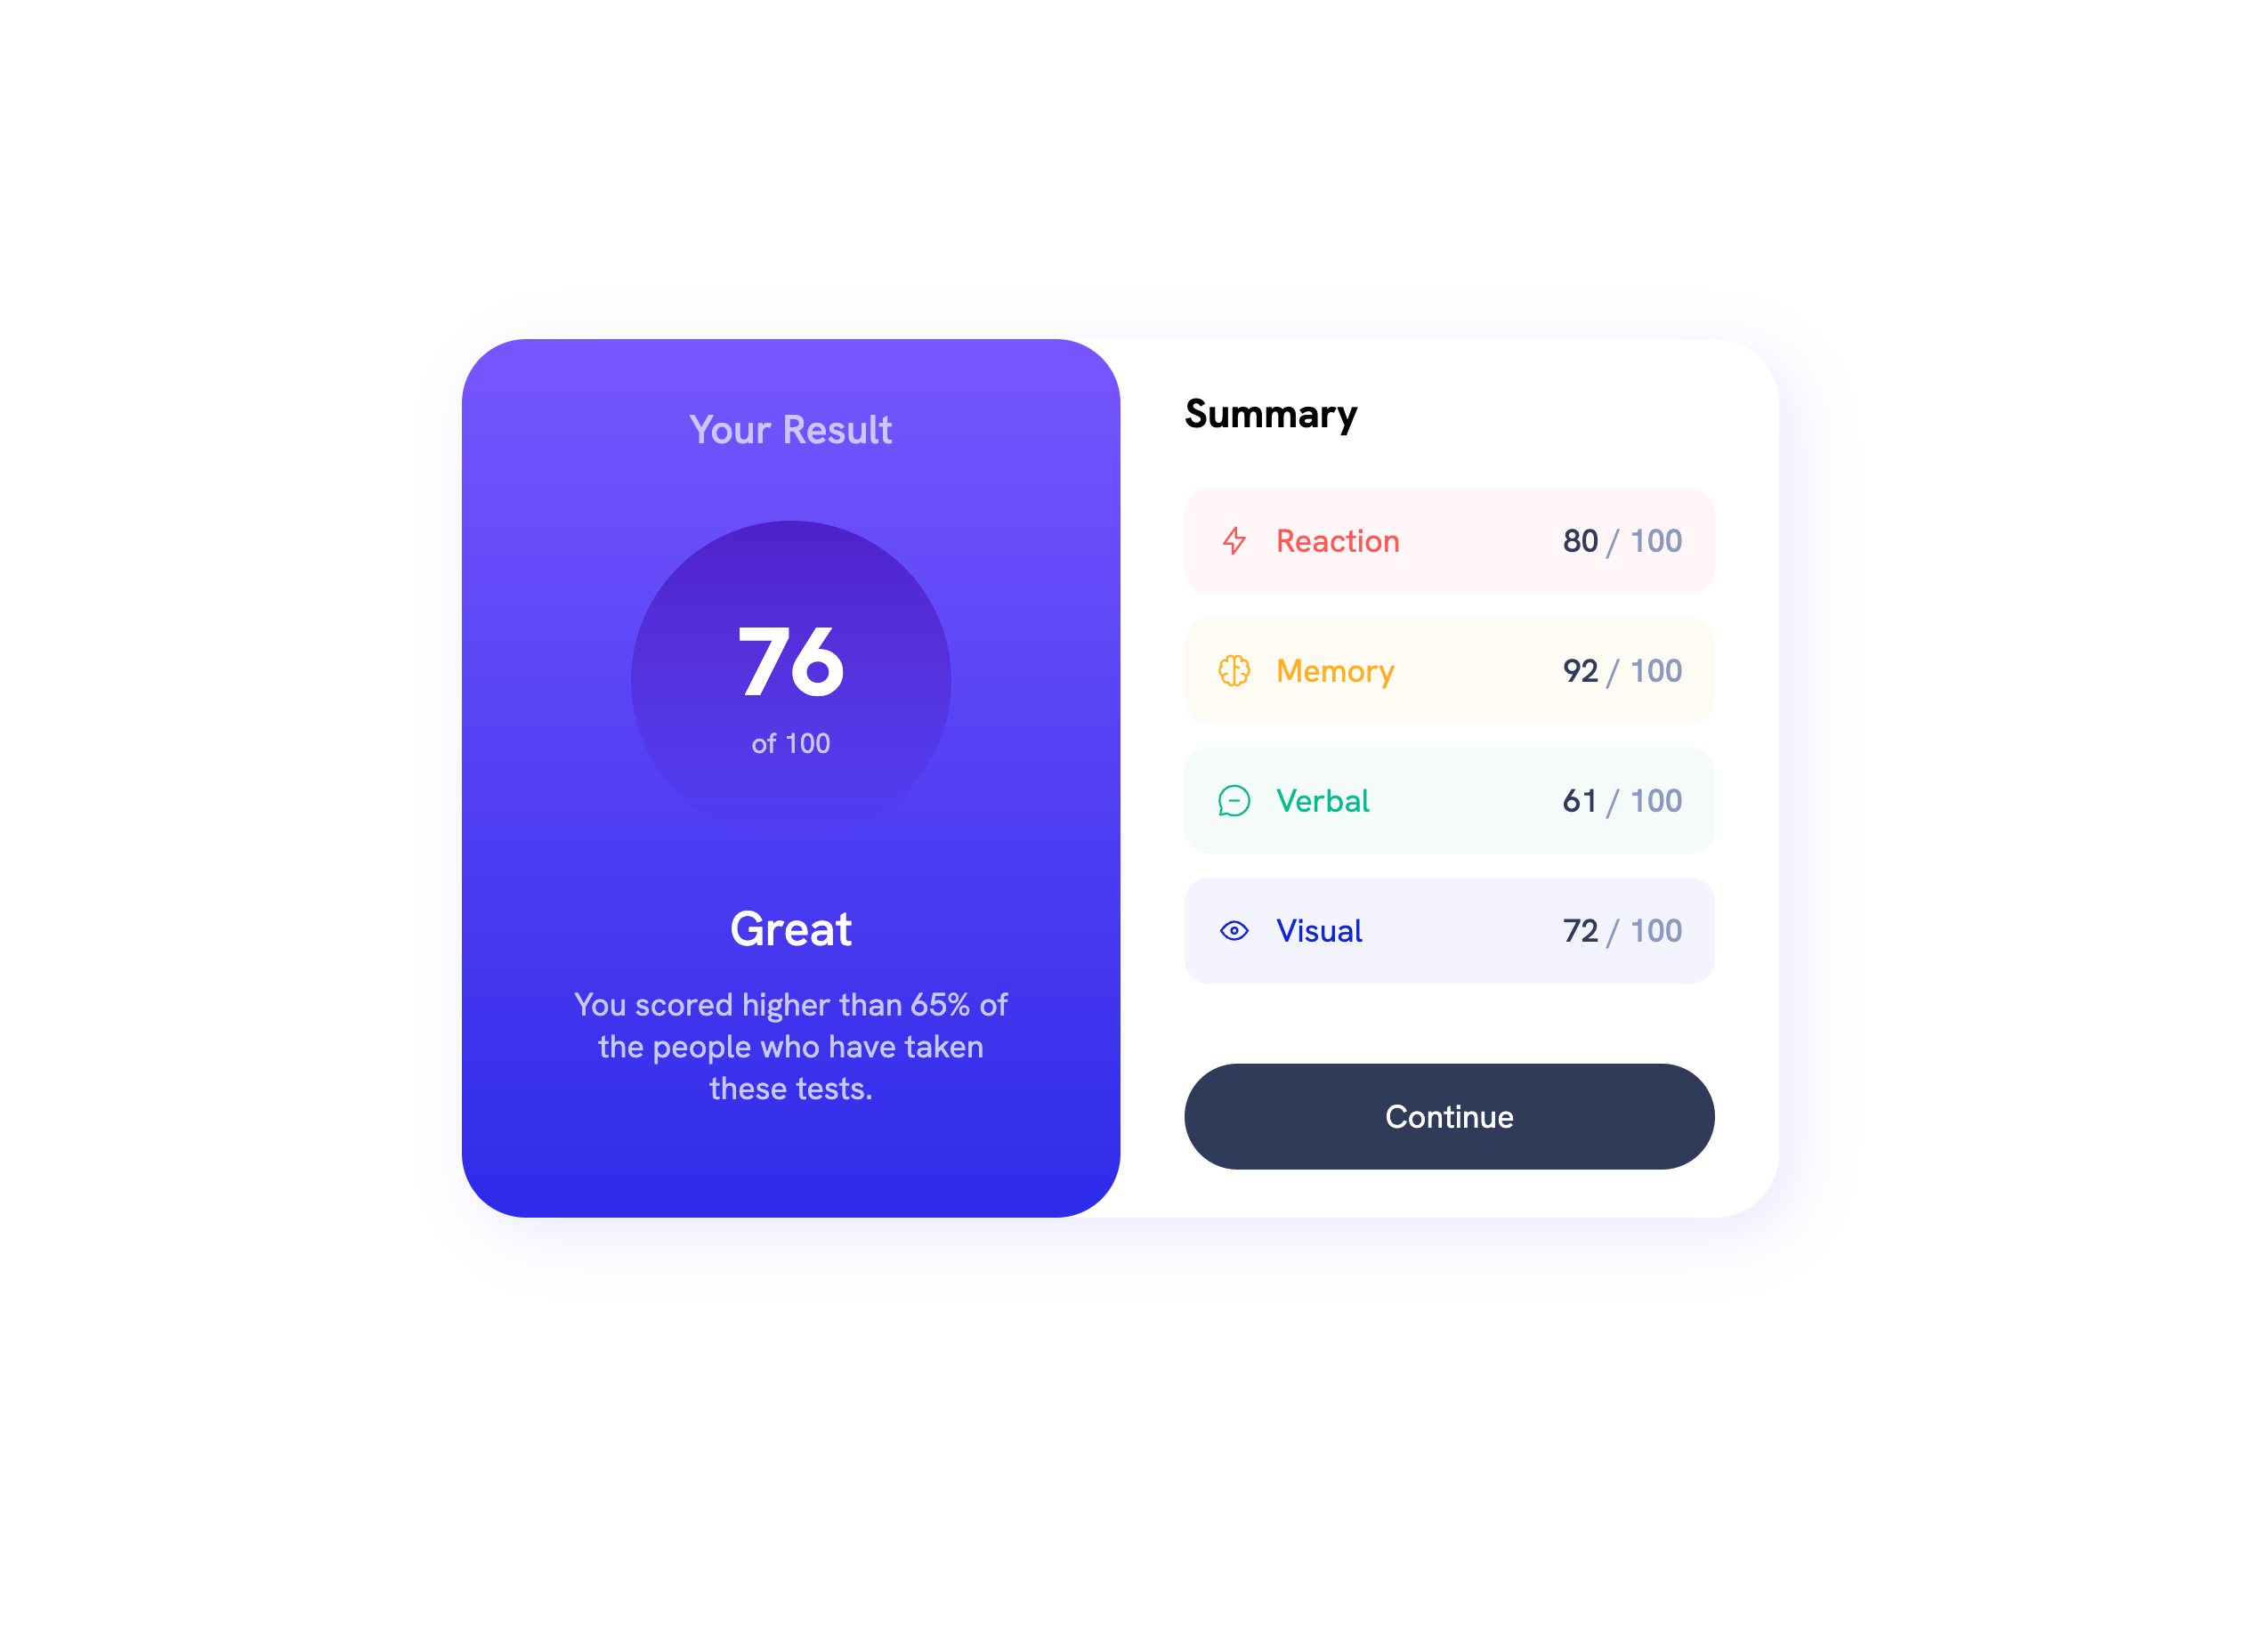 Your Result
76
of 100
Great
You scored higher than 65% of
the people who have taken
these tests.
Summary
Reaction 80 / 100
Memory 92 / 100
Verbal 61 / 100
Visual 72 / 100
Continue